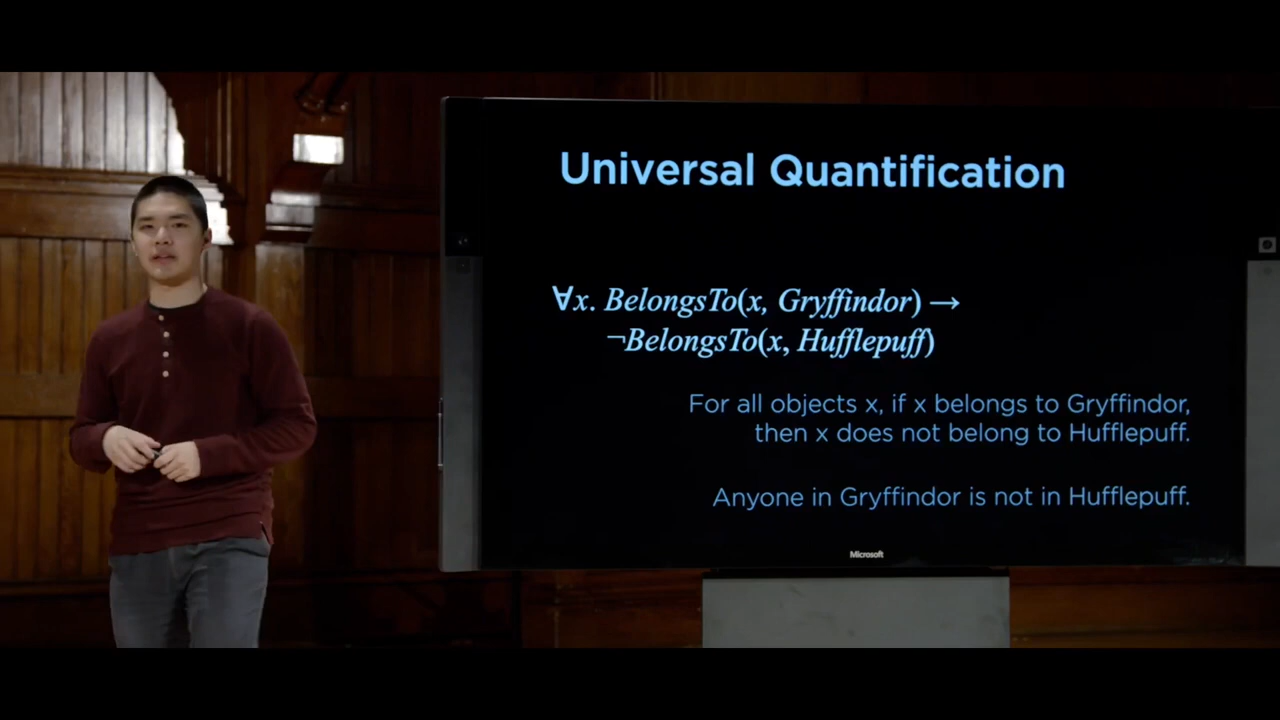 Universal Quantification
∀x. BelongsTo(x, Gryffindor) →
¬BelongsTo(x, Hufflepuff)
For all objects x, if x belongs to Gryffindor,
then x does not belong to Hufflepuff.
Anyone in Gryffindor is not in Hufflepuff.
Microsoft